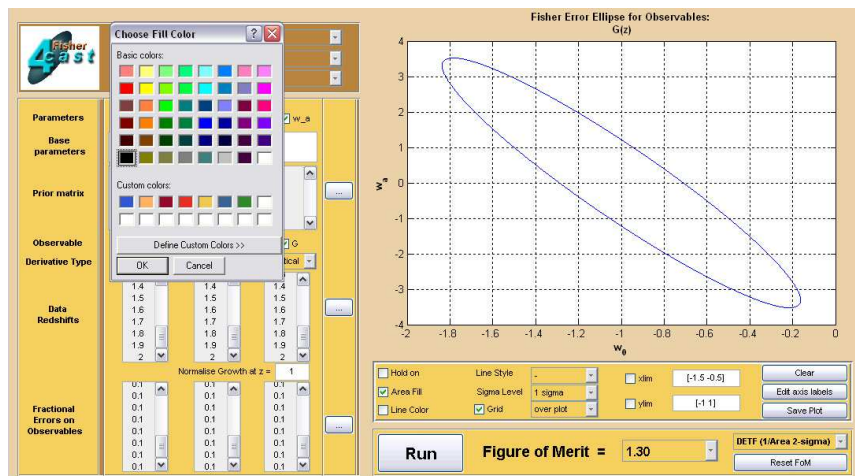 Fisher
4cast
Choose Fill Color
Basic colors:
Custom colors:
Define Custom Colors >>
OK
Cancel
Parameters
w_a
Base
parameters
Prior matrix
...
Observable
G
Derivative Type
Data
Redshifts
1.4 1.4 1.4
1.5 1.5 1.5
1.6 1.6 1.6
1.7 1.7 1.7
1.8 1.8 1.8
1.9 1.9 1.9
2 2 2
...
Normalise Growth at z = 1
Fractional
Errors on
Observables
0.1 0.1 0.1
0.1 0.1 0.1
0.1 0.1 0.1
0.1 0.1 0.1
0.1 0.1 0.1
0.1 0.1 0.1
0.1 0.1 0.1
0.1 0.1 0.1
...
Fisher Error Ellipse for Observables:
G(z)
4
3
2
1
0
-1
-2
-3
-4
w_a
-2 -1.8 -1.6 -1.4 -1.2 -1 -0.8 -0.6 -0.4 -0.2 0
w_0
Hold on Line Style - xlim [-1.5 -0.5] Clear
Area Fill Sigma Level 1 sigma Edit axis labels
Line Color Grid over plot ylim [-1 1] Save Plot
Run Figure of Merit = 1.30 DETF (1/Area 2-sigma)
Reset FoM